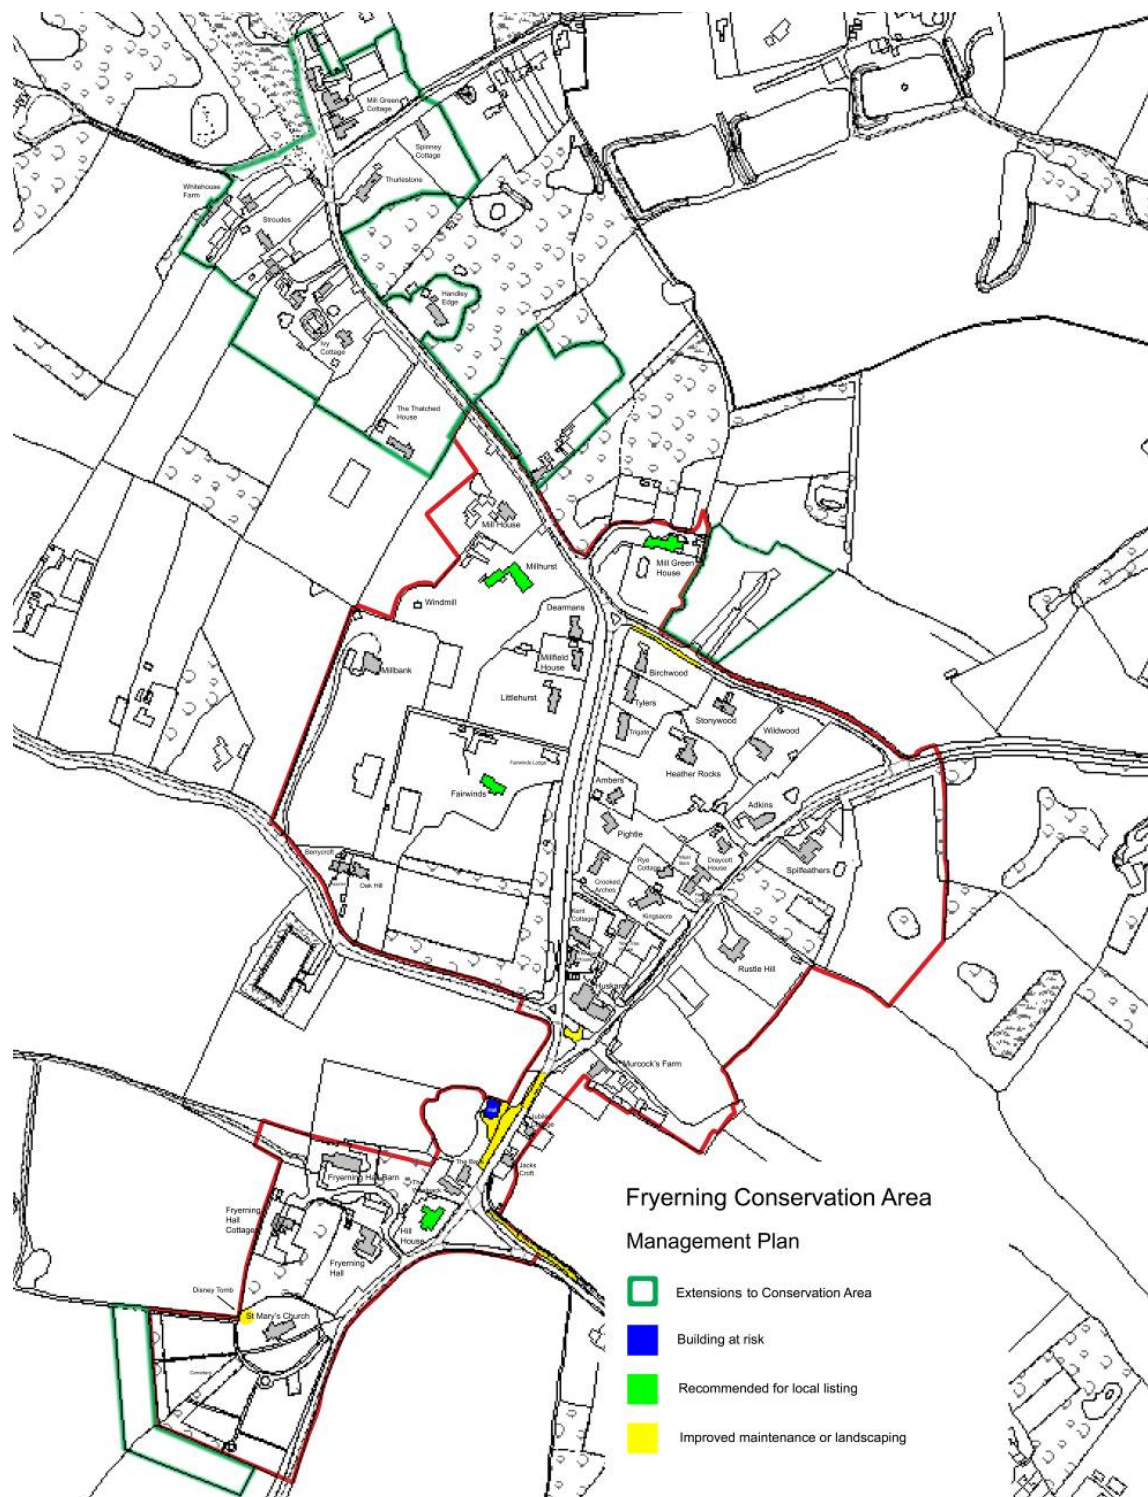 Mill Green
Cottage
Spinney
Cottage
Thurlestone
Whitehouse
Farm
Stroudes
Handley
Edge
Ivy
Cottage
The Thatched
House
Mill House
Mill Green
House
Millhurst
Windmill
Dearmans
Millbank
Millfield
House
Birchwood
Littlehurst
Tylers
Stonywood
Trigate
Wildwood
Heather Rocks
Fairwinds Lodge
Fairwinds
Ambers
Adkins
Pightle
Berrycroft
Oak Hill
Rye
Cottage
Draycott
House
Spilfeathers
Crooked
Arches
Kingsacre
Kent
Cottage
Rustle Hill
Huskards
Murcock's Farm
Jubilee
Cottage
Jacks
Croft
Fryerning Hall Barn
Fryerning
Hall
Cottage
Hill
House
Fryerning
Hall
Disney Tomb
St Mary's Church
Cemetery
Fryerning Conservation Area
Management Plan
Extensions to Conservation Area
Building at risk
Recommended for local listing
Improved maintenance or landscaping